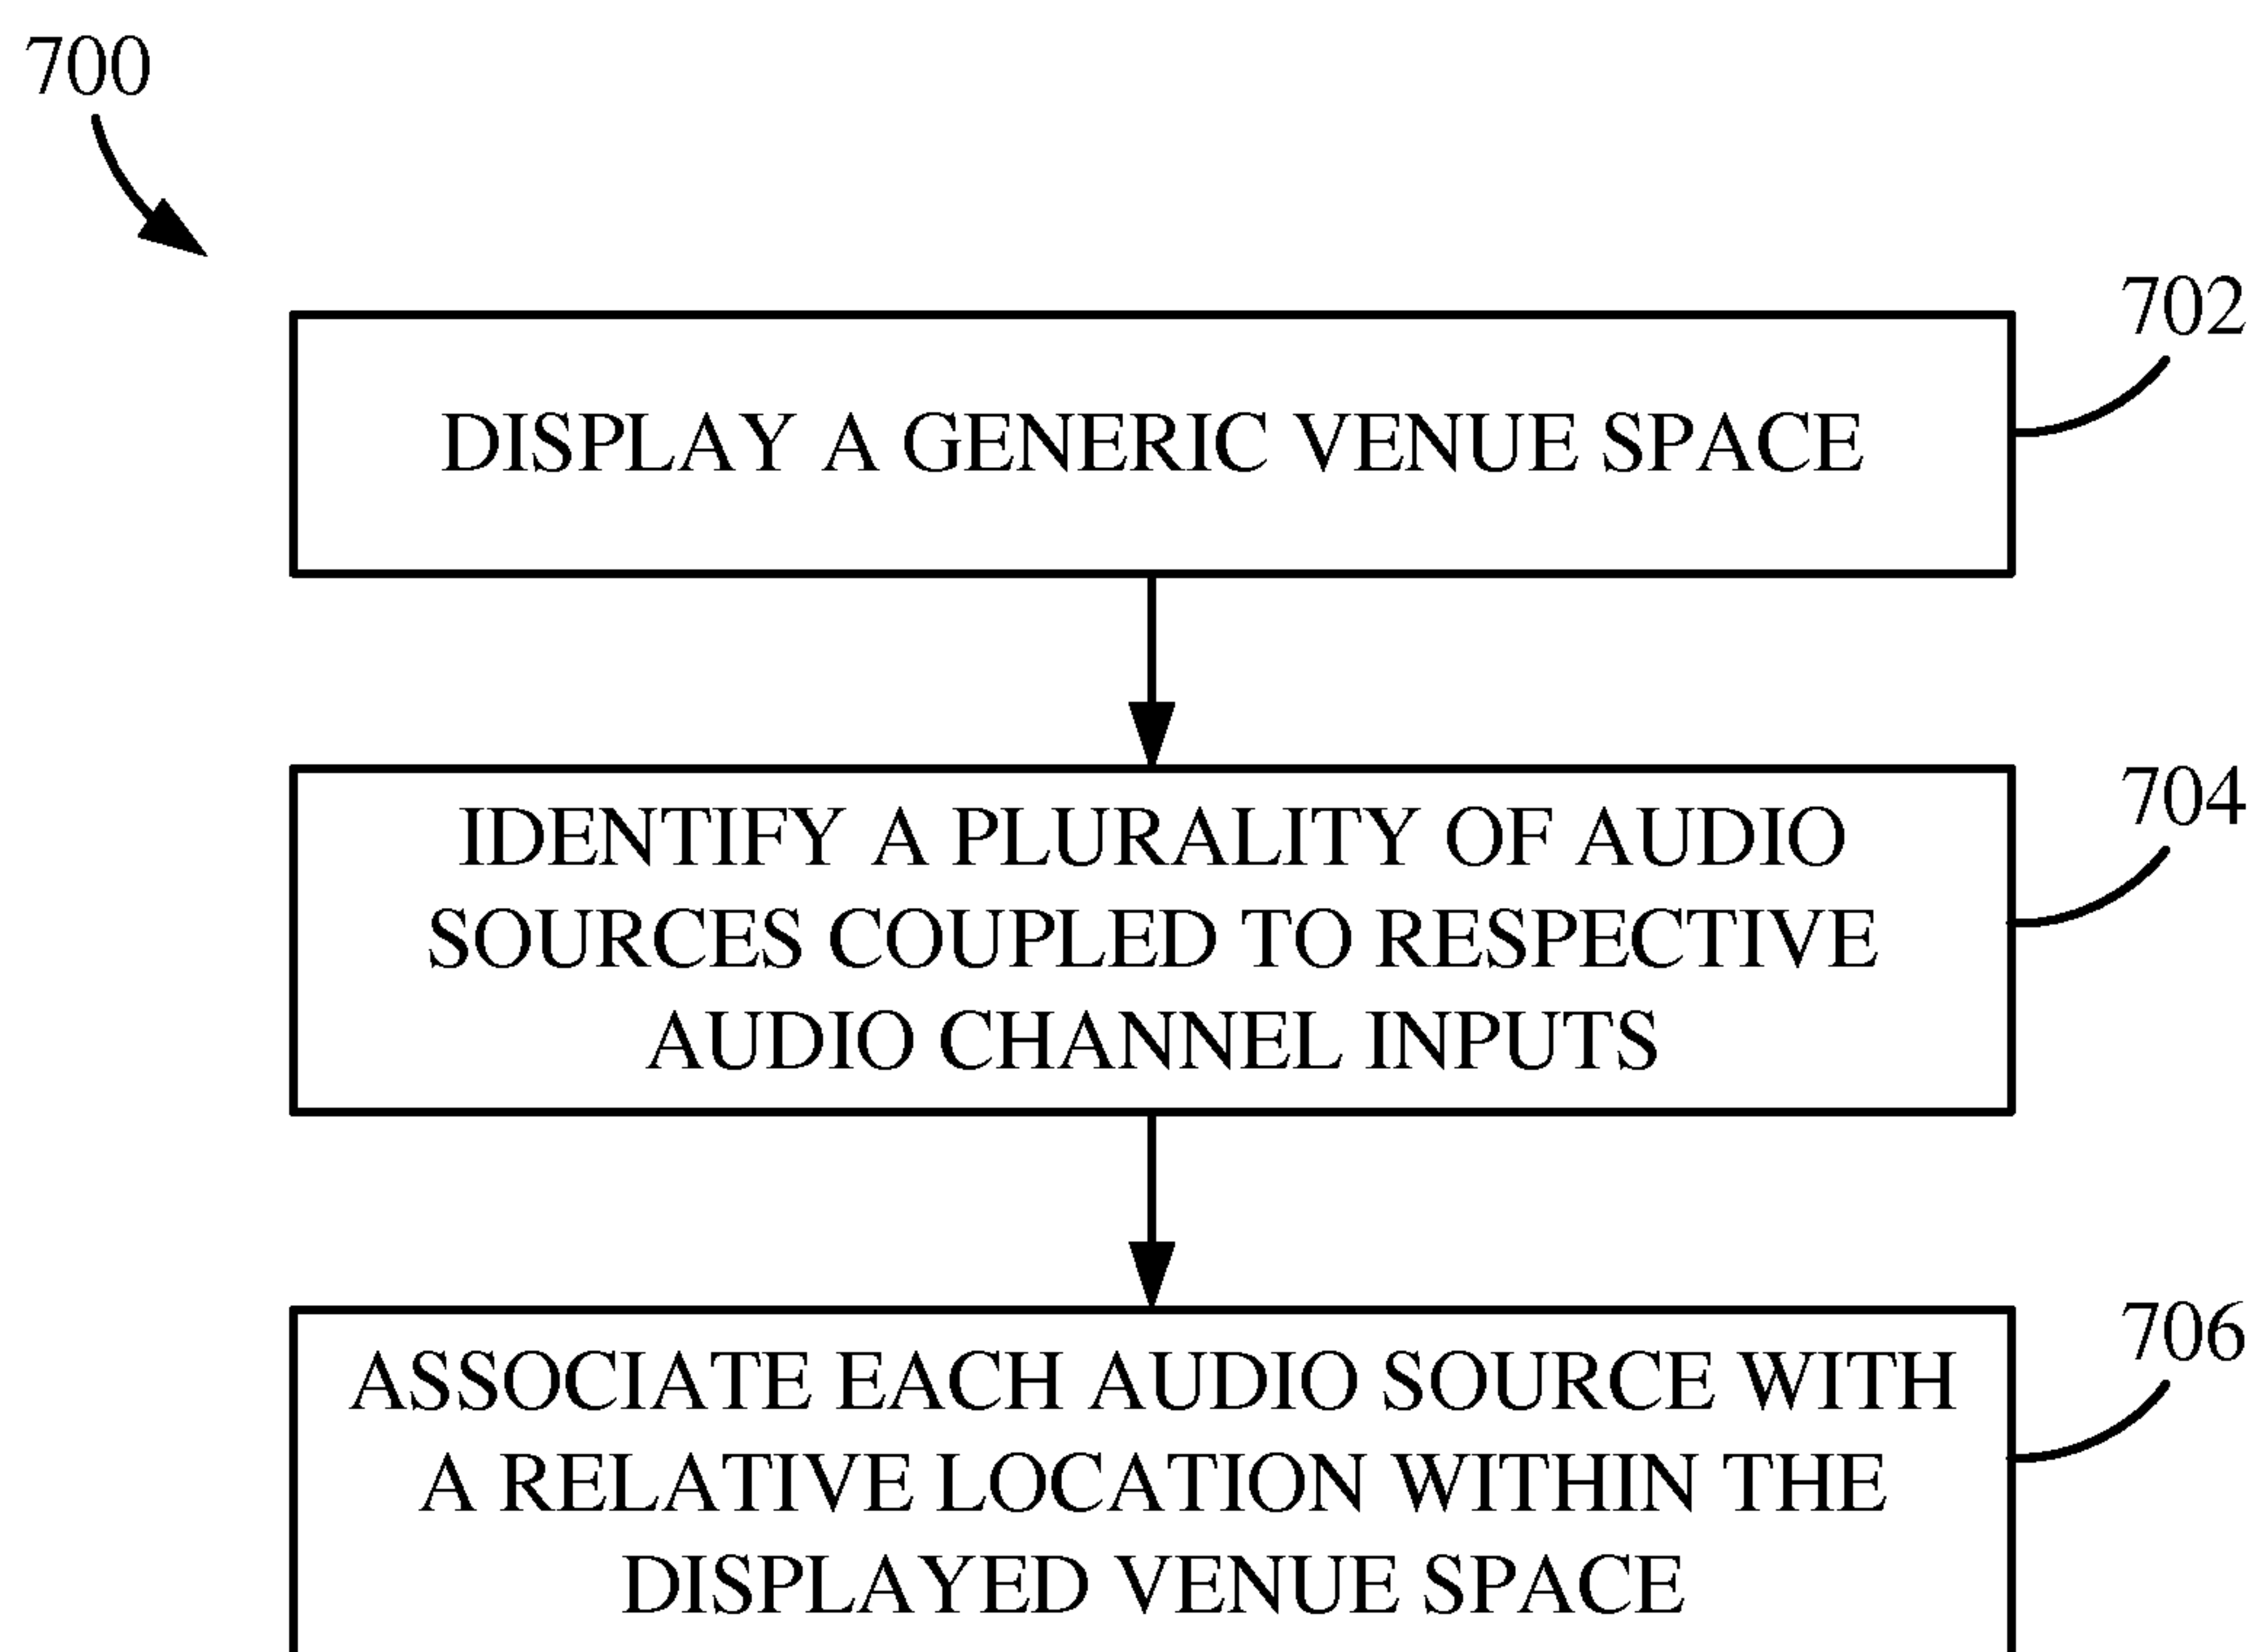 700
702
DISPLAY A GENERIC VENUE SPACE
704
IDENTIFY A PLURALITY OF AUDIO
SOURCES COUPLED TO RESPECTIVE
AUDIO CHANNEL INPUTS
706
ASSOCIATE EACH AUDIO SOURCE WITH
A RELATIVE LOCATION WITHIN THE
DISPLAYED VENUE SPACE